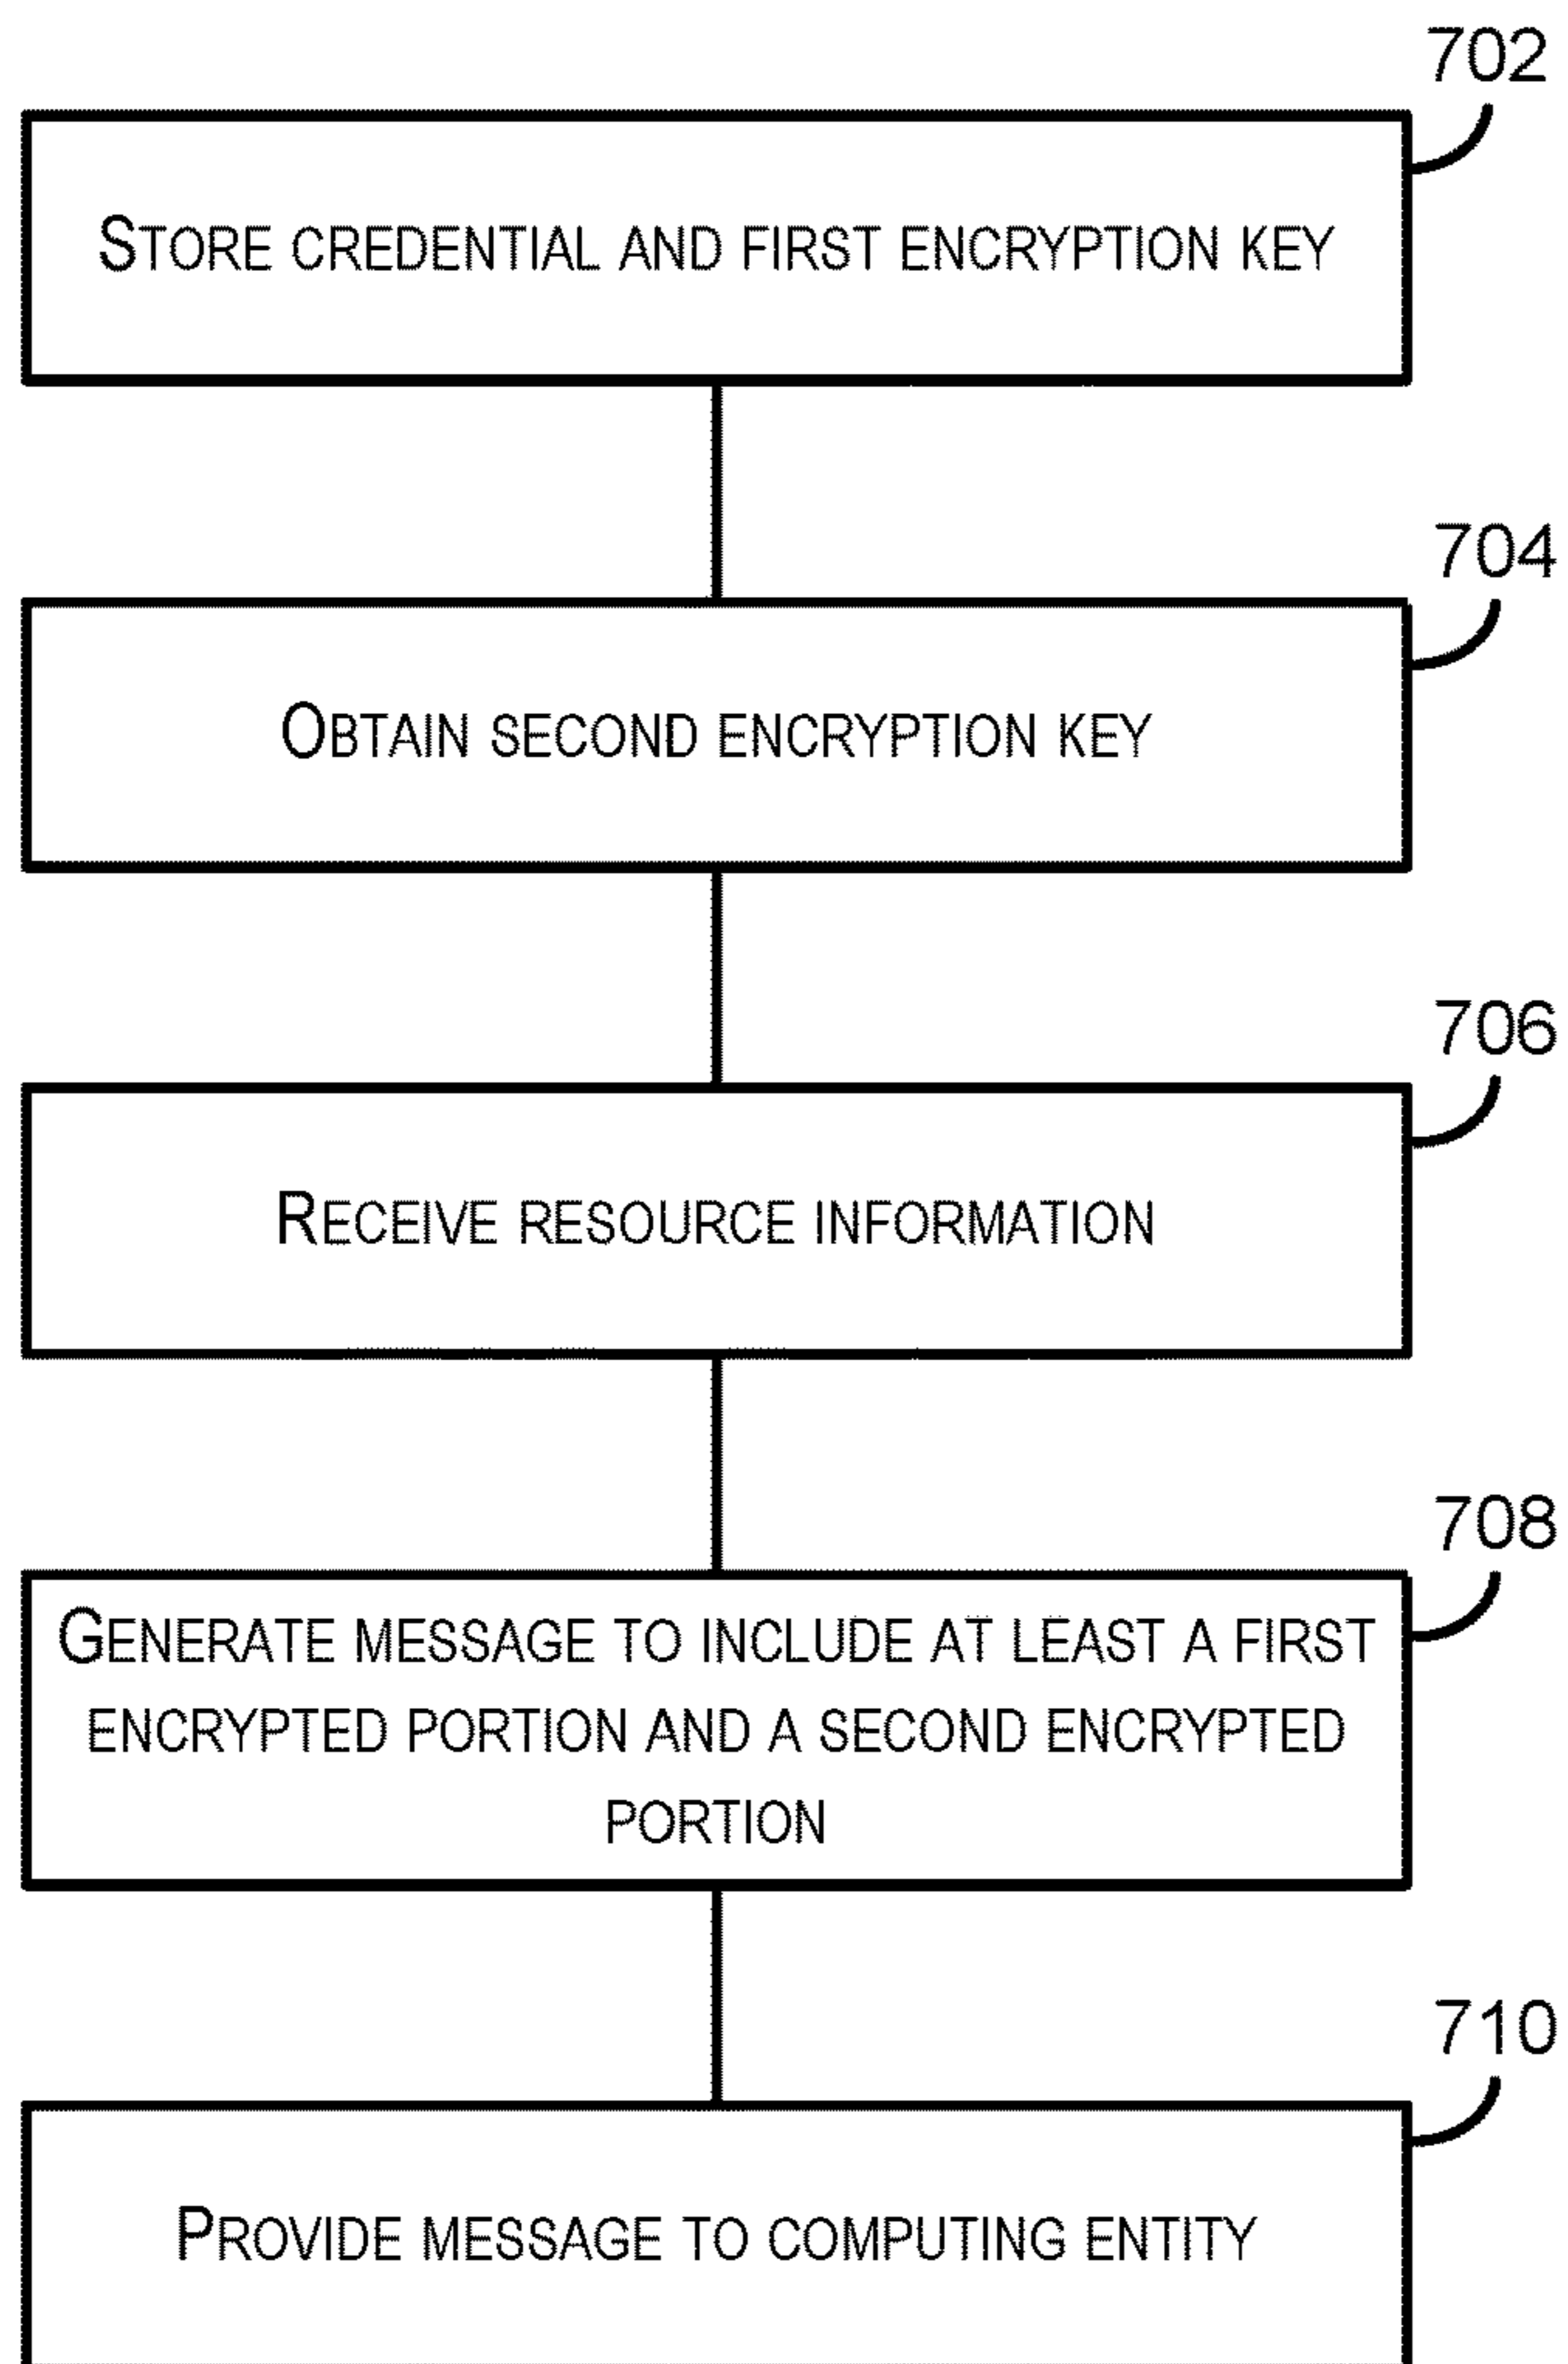 702
STORE CREDENTIAL AND FIRST ENCRYPTION KEY
704
OBTAIN SECOND ENCRYPTION KEY
706
RECEIVE RESOURCE INFORMATION
708
GENERATE MESSAGE TO INCLUDE AT LEAST A FIRST
ENCRYPTED PORTION AND A SECOND ENCRYPTED
PORTION
710
PROVIDE MESSAGE TO COMPUTING ENTITY